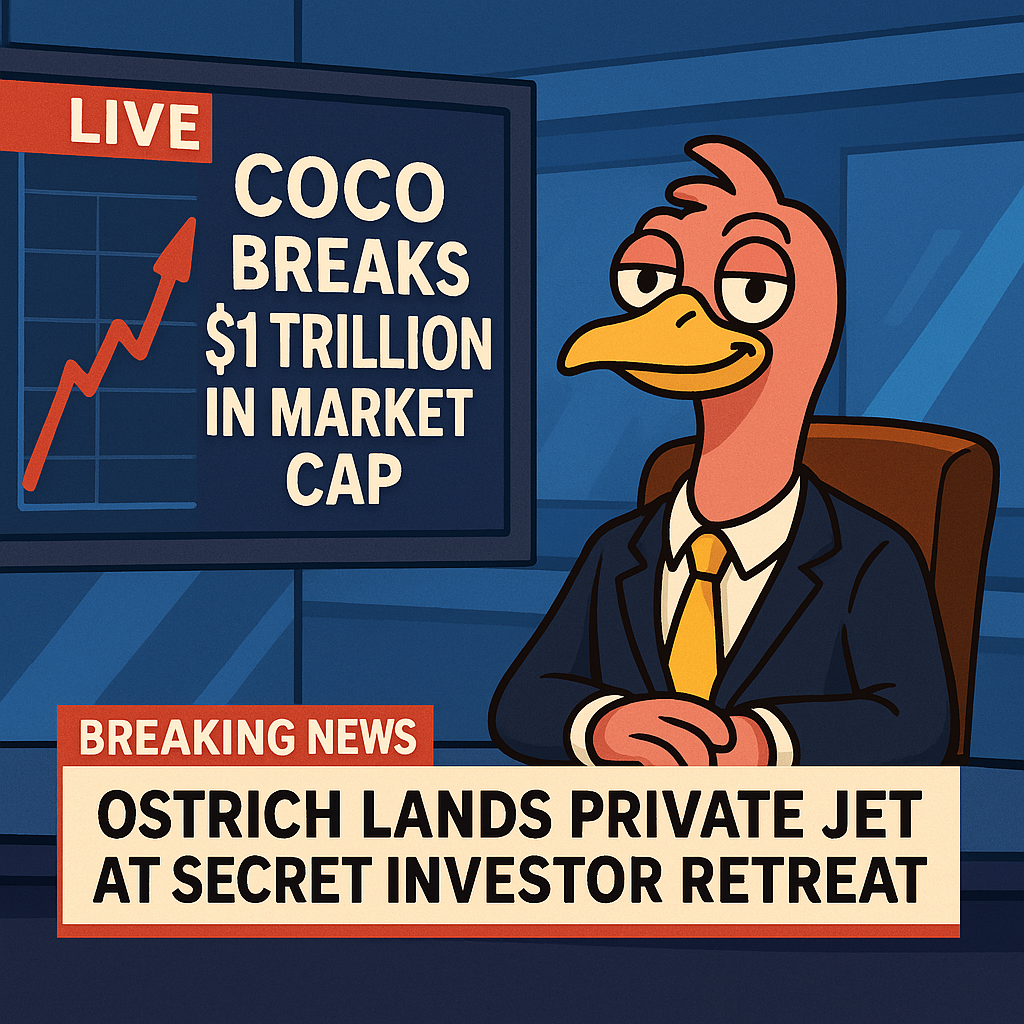 LIVE
COCO
BREAKS
$1 TRILLION
IN MARKET
CAP
BREAKING NEWS
OSTRICH LANDS PRIVATE JET
AT SECRET INVESTOR RETREAT